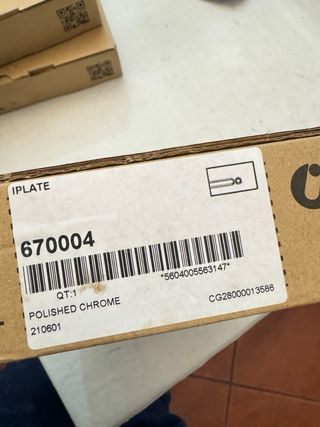 IPLATE
670004
*5604005563147*
QT:1
POLISHED CHROME
CG28000013586
210601